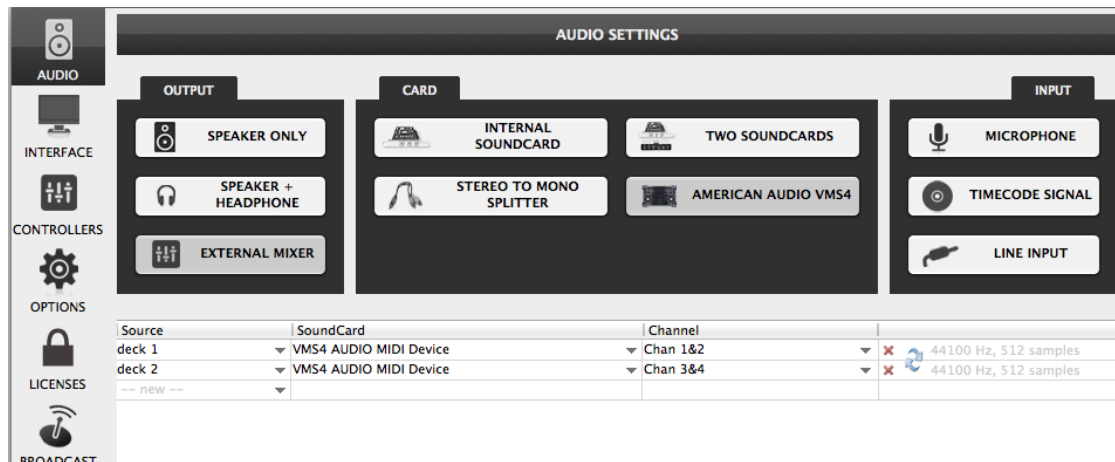 AUDIO SETTINGS
AUDIO
INTERFACE
CONTROLLERS
OPTIONS
LICENSES
BROADCAST
OUTPUT
SPEAKER ONLY
SPEAKER +
HEADPHONE
EXTERNAL MIXER
CARD
INTERNAL
SOUNDCARD
TWO SOUNDCARDS
STEREO TO MONO
SPLITTER
AMERICAN AUDIO VMS4
INPUT
MICROPHONE
TIMECODE SIGNAL
LINE INPUT
Source SoundCard Channel
deck 1 VMS4 AUDIO MIDI Device Chan 1&2 44100 Hz, 512 samples
deck 2 VMS4 AUDIO MIDI Device Chan 3&4 44100 Hz, 512 samples
-- new --